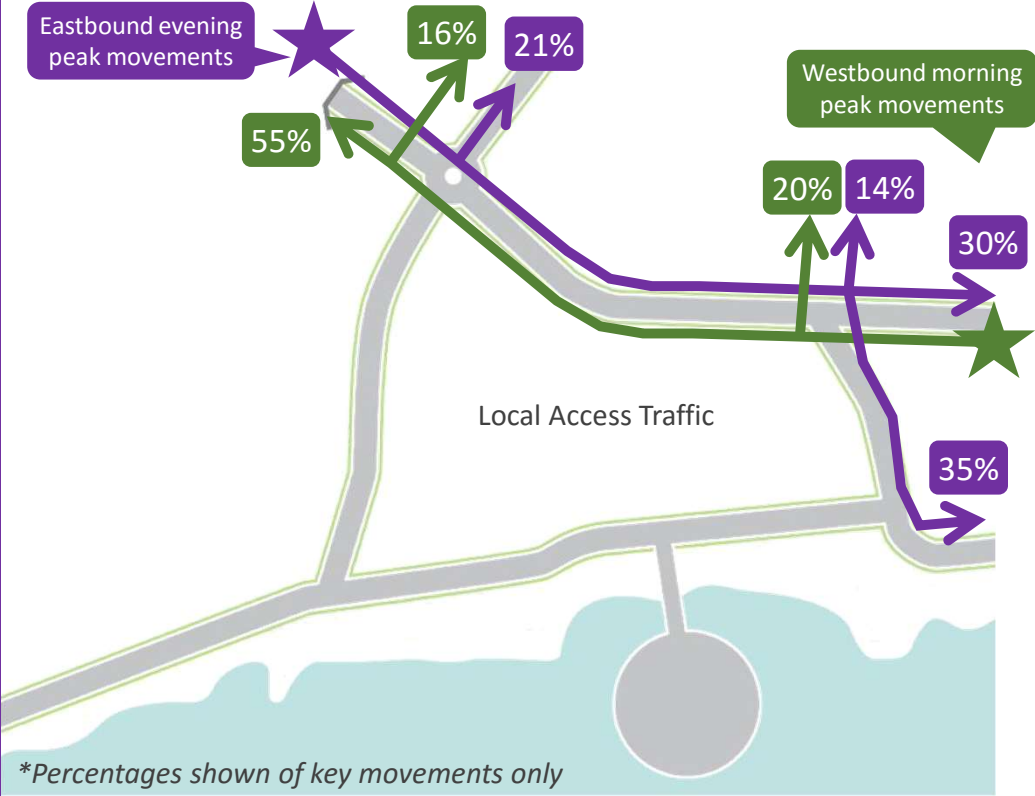 Eastbound evening
peak movements
16%
21%
Westbound morning
peak movements
55%
20%
14%
30%
Local Access Traffic
35%
*Percentages shown of key movements only